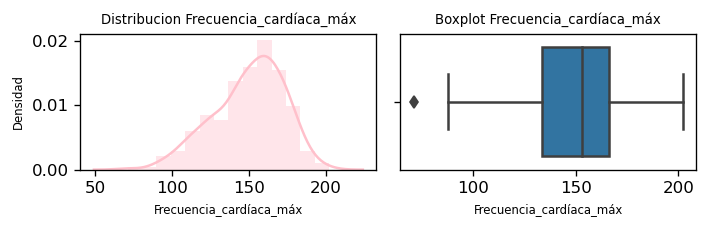 Distribucion Frecuencia_cardíaca_máx
Densidad
0.02
0.01
0.00
50 100 150 200
Frecuencia_cardíaca_máx
Boxplot Frecuencia_cardíaca_máx
100 150 200
Frecuencia_cardíaca_máx